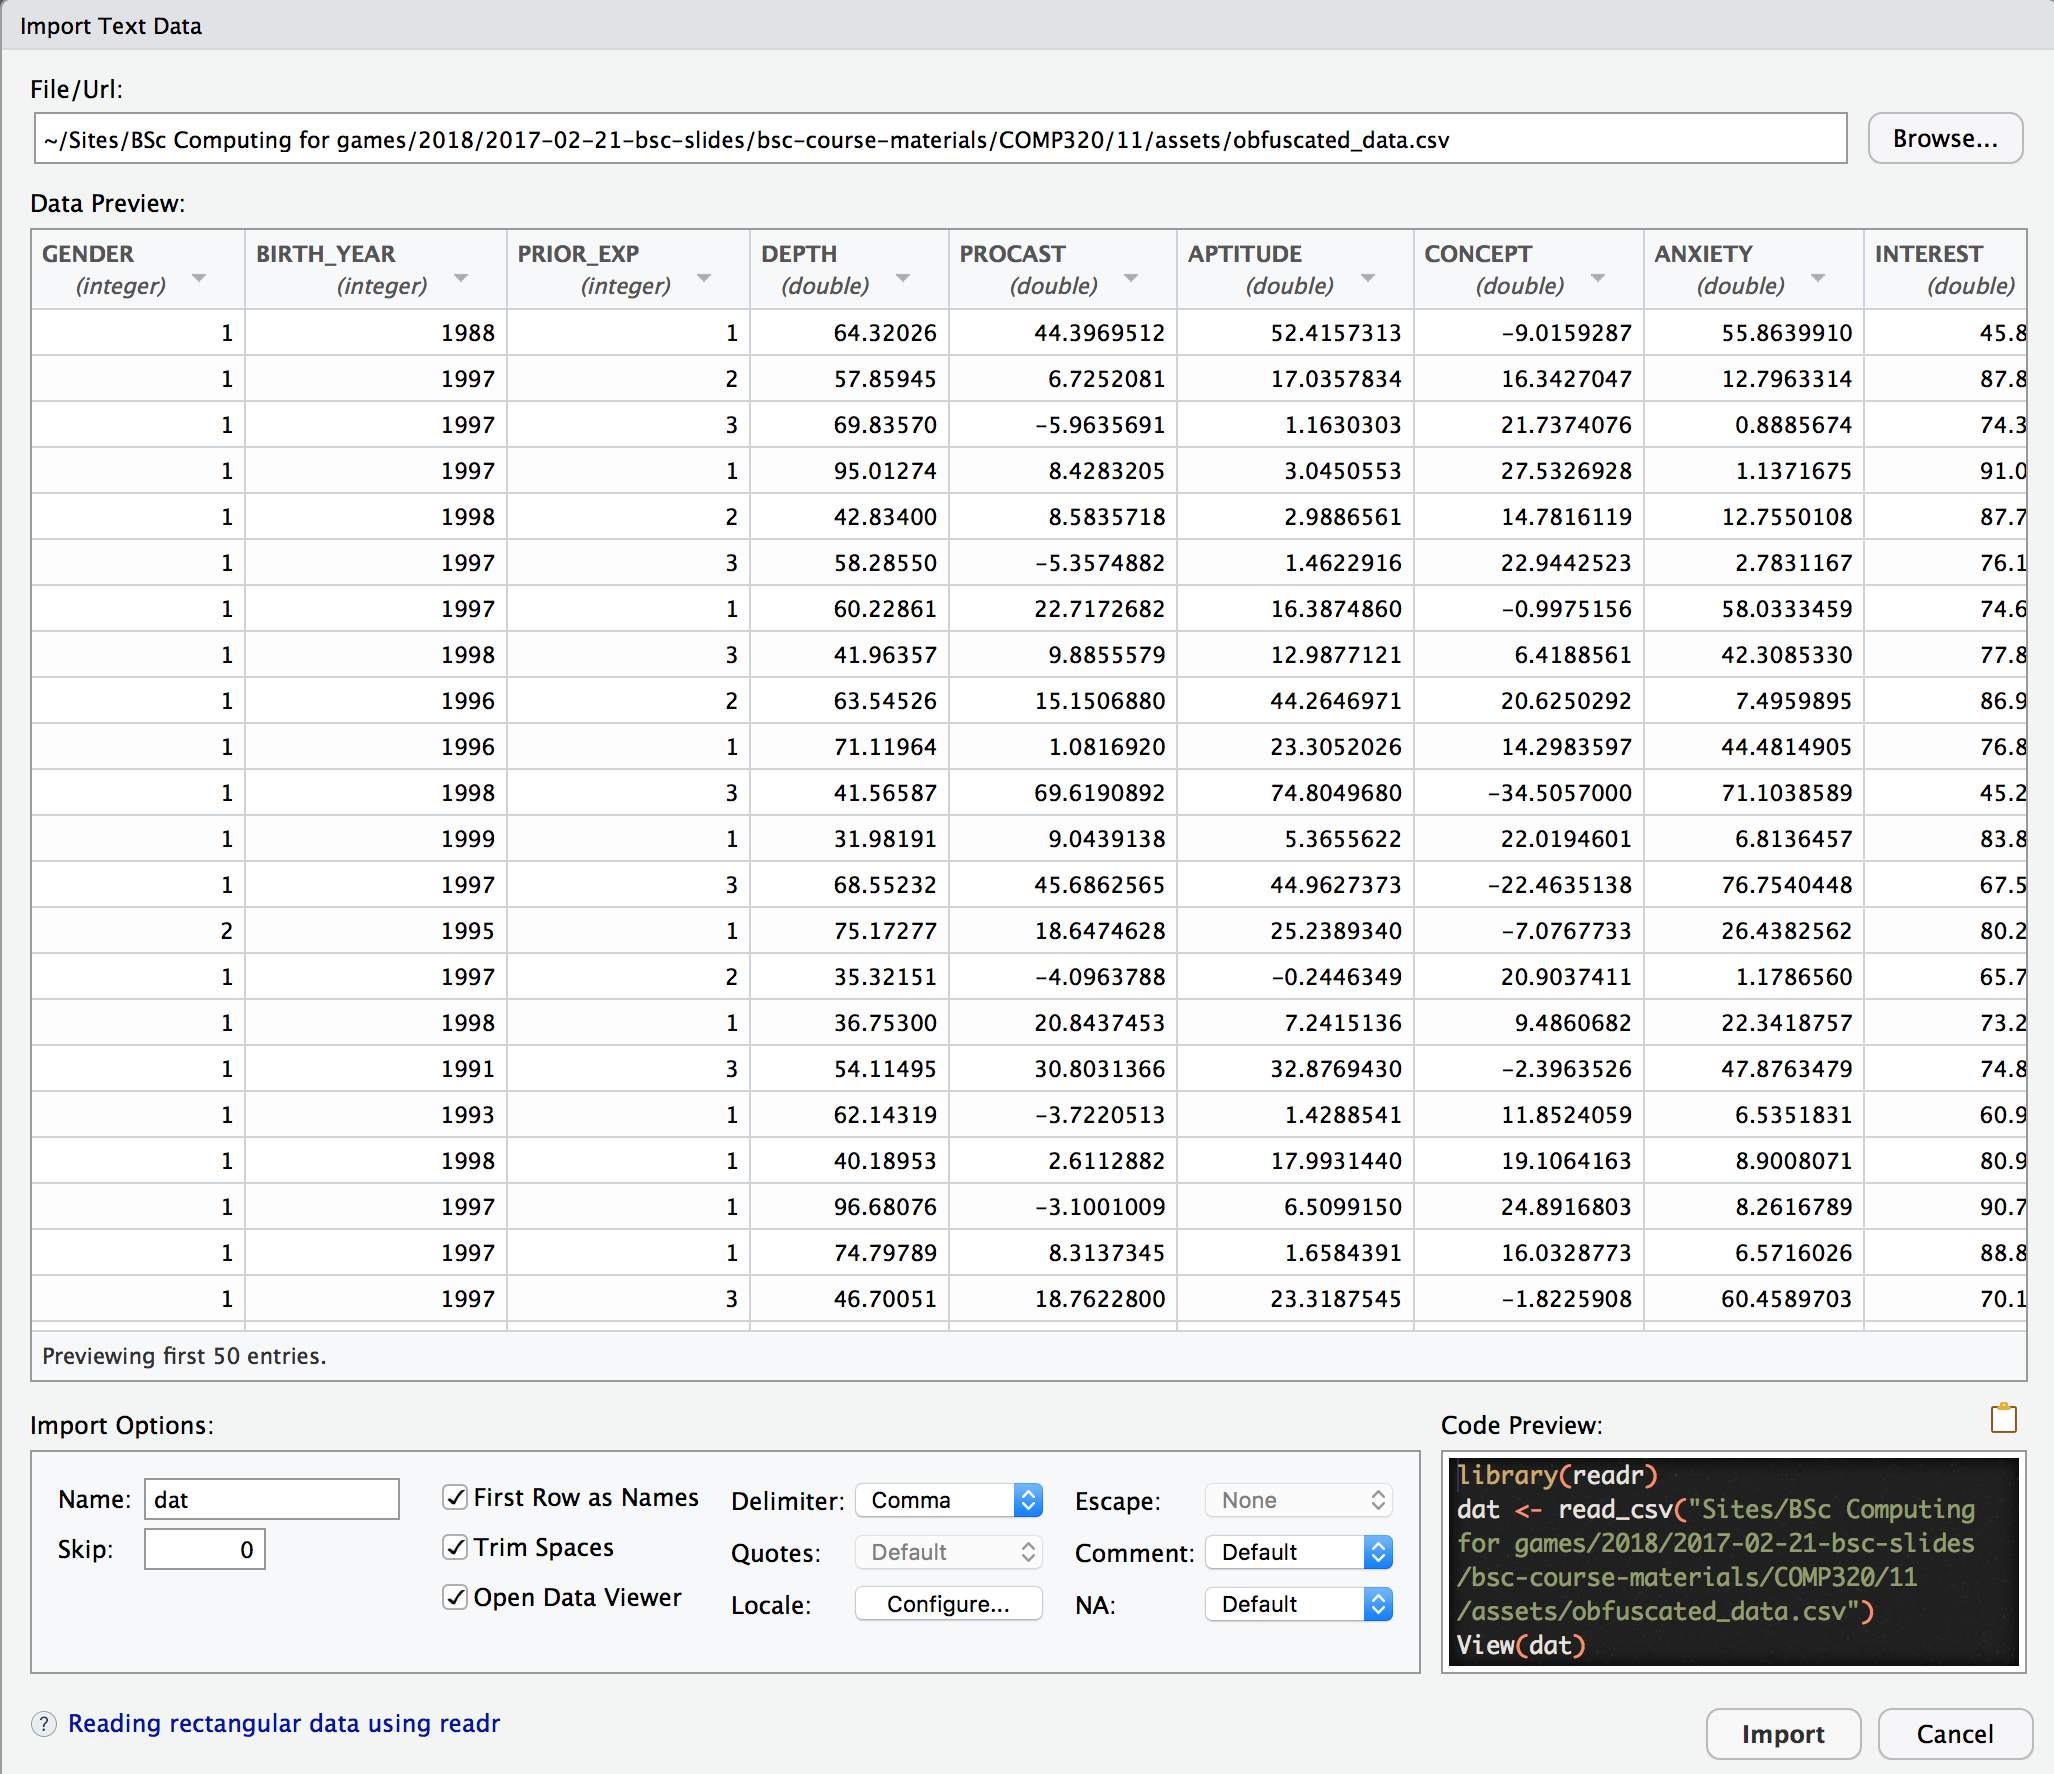 Import Text Data
File/Url:
~/Sites/BSc Computing for games/2018/2017-02-21-bsc-slides/bsc-course-materials/COMP320/11/assets/obfuscated_data.csv
Browse...
Data Preview:
GENDER BIRTH_YEAR PRIOR_EXP DEPTH PROCAST APTITUDE CONCEPT ANXIETY INTEREST
(integer) (integer) (integer) (double) (double) (double) (double) (double) (double)
1 1988 1 64.32026 44.3969512 52.4157313 -9.0159287 55.8639910 45.8
1 1997 2 57.85945 6.7252081 17.0357834 16.3427047 12.7963314 87.8
1 1997 3 69.83570 -5.9635691 1.1630303 21.7374076 0.8885674 74.3
1 1997 1 95.01274 8.4283205 3.0450553 27.5326928 1.1371675 91.0
1 1998 2 42.83400 8.5835718 2.9886561 14.7816119 12.7550108 87.7
1 1997 3 58.28550 -5.3574882 1.4622916 22.9442523 2.7831167 76.1
1 1997 1 60.22861 22.7172682 16.3874860 -0.9975156 58.0333459 74.6
1 1998 3 41.96357 9.8855579 12.9877121 6.4188561 42.3085330 77.8
1 1996 2 63.54526 15.1506880 44.2646971 20.6250292 7.4959895 86.9
1 1996 1 71.11964 1.0816920 23.3052026 14.2983597 44.4814905 76.8
1 1998 3 41.56587 69.6190892 74.8049680 -34.5057000 71.1038589 45.2
1 1999 1 31.98191 9.0439138 5.3655622 22.0194601 6.8136457 83.8
1 1997 3 68.55232 45.6862565 44.9627373 -22.4635138 76.7540448 67.5
2 1995 1 75.17277 18.6474628 25.2389340 -7.0767733 26.4382562 80.2
1 1997 2 35.32151 -4.0963788 -0.2446349 20.9037411 1.1786560 65.7
1 1998 1 36.75300 20.8437453 7.2415136 9.4860682 22.3418757 73.2
1 1991 3 54.11495 30.8031366 32.8769430 -2.3963526 47.8763479 74.8
1 1993 1 62.14319 -3.7220513 1.4288541 11.8524059 6.5351831 60.9
1 1998 1 40.18953 2.6112882 17.9931440 19.1064163 8.9008071 80.9
1 1997 1 96.68076 -3.1001009 6.5099150 24.8916803 8.2616789 90.7
1 1997 1 74.79789 8.3137345 1.6584391 16.0328773 6.5716026 88.8
1 1997 3 46.70051 18.7622800 23.3187545 -1.8225908 60.4589703 70.1
Previewing first 50 entries.
Import Options:
Name: dat
Skip: 0
First Row as Names
Trim Spaces
Open Data Viewer
Delimiter: Comma
Quotes: Default
Locale: Configure...
Escape: None
Comment: Default
NA: Default
Code Preview:
library(readr)
dat <- read_csv("Sites/BSc Computing
for games/2018/2017-02-21-bsc-slides
/bsc-course-materials/COMP320/11
/assets/obfuscated_data.csv")
View(dat)
? Reading rectangular data using readr
Import
Cancel